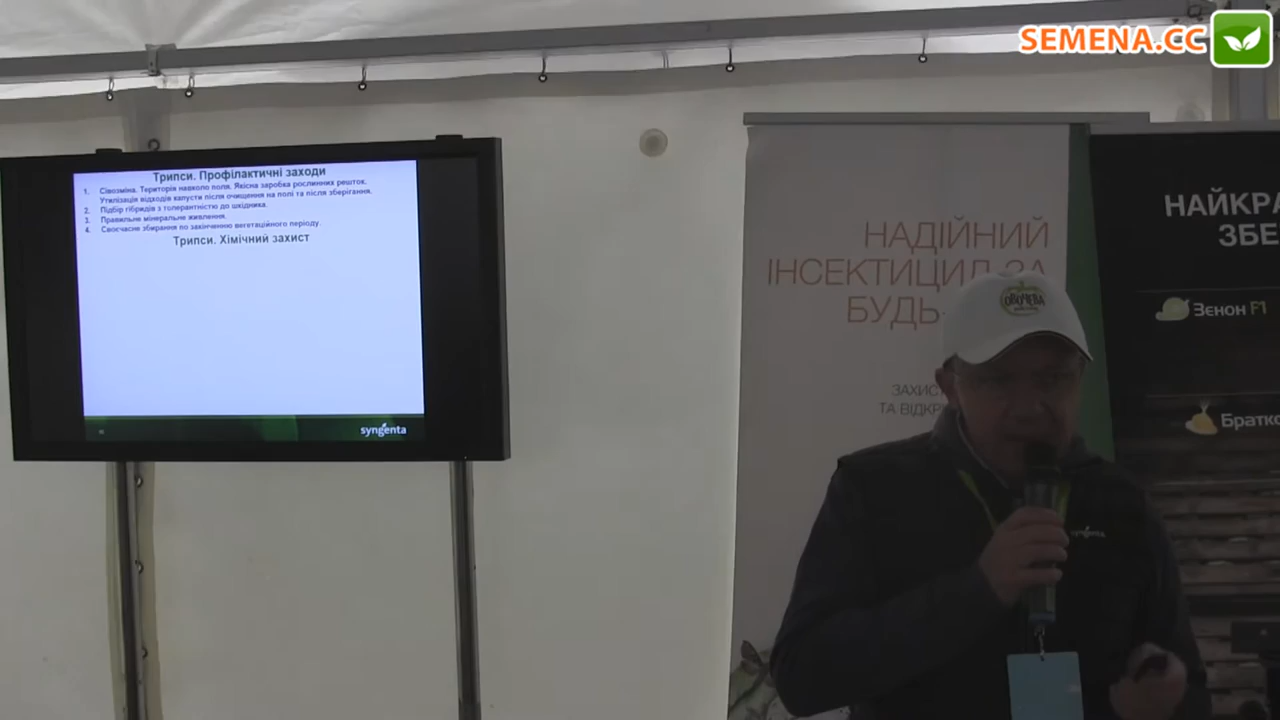 SEMENA.CC
Трипси. Профілактичні заходи
1. Сівозміна. Територія навколо поля. Якісна заробка рослинних решток.
Утилізація відходів капусти після очищення на полі та після зберігання.
2. Підбір гібридів з толерантністю до шкідника.
3. Правильне мінеральне живлення.
4. Своєчасне збирання по закінченню вегетаційного періоду.
Трипси. Хімічний захист
syngenta
НАДІЙНИЙ
ІНСЕКТИЦИД ЗА
БУДЬ-
ЗАХИС
ТА ВІДКРИ
НАЙКРА
ЗБЕ
Зенон F1
Братко
ОВОЧЕВА
syngenta